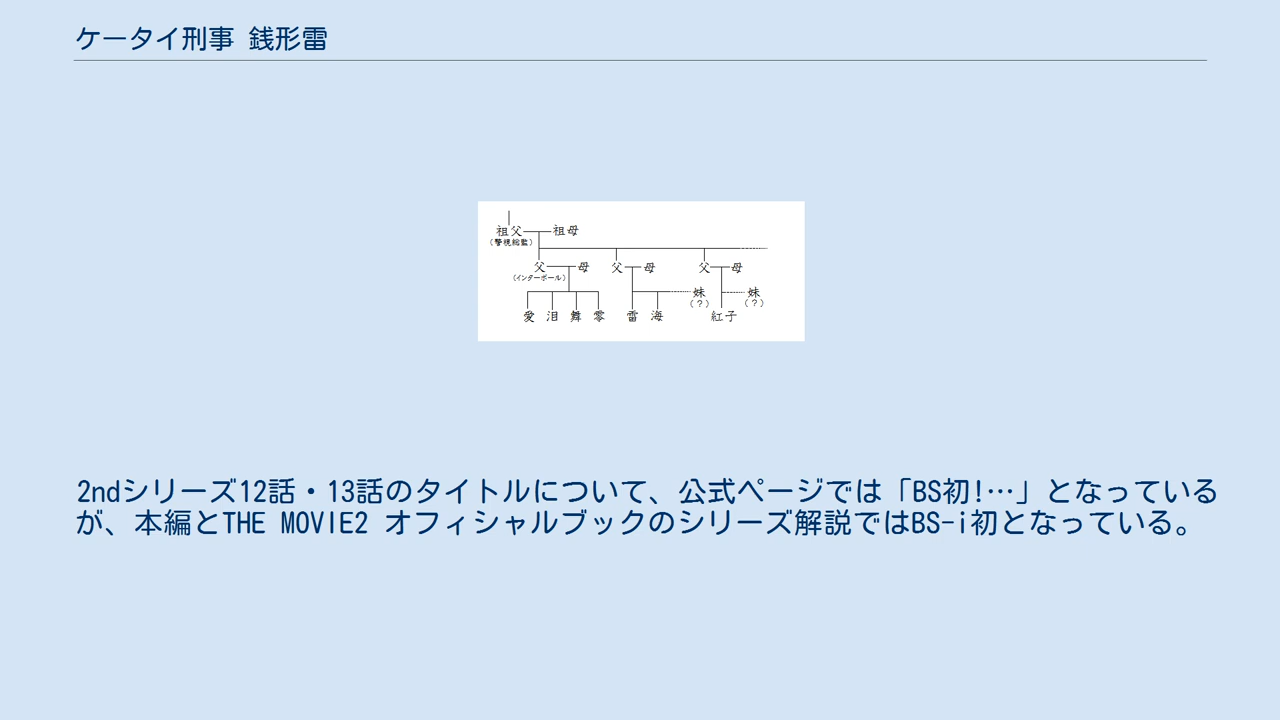 ケータイ刑事 銭形雷
祖父 祖母
(警視総監)
父 母 父 母 父 母
(インターポール)
妹 妹
(?) (?)
愛 泪 舞 零 雷 海 紅子
2ndシリーズ12話・13話のタイトルについて、公式ページでは「BS初!…」となっている
が、本編とTHE MOVIE2 オフィシャルブックのシリーズ解説ではBS-i初となっている。